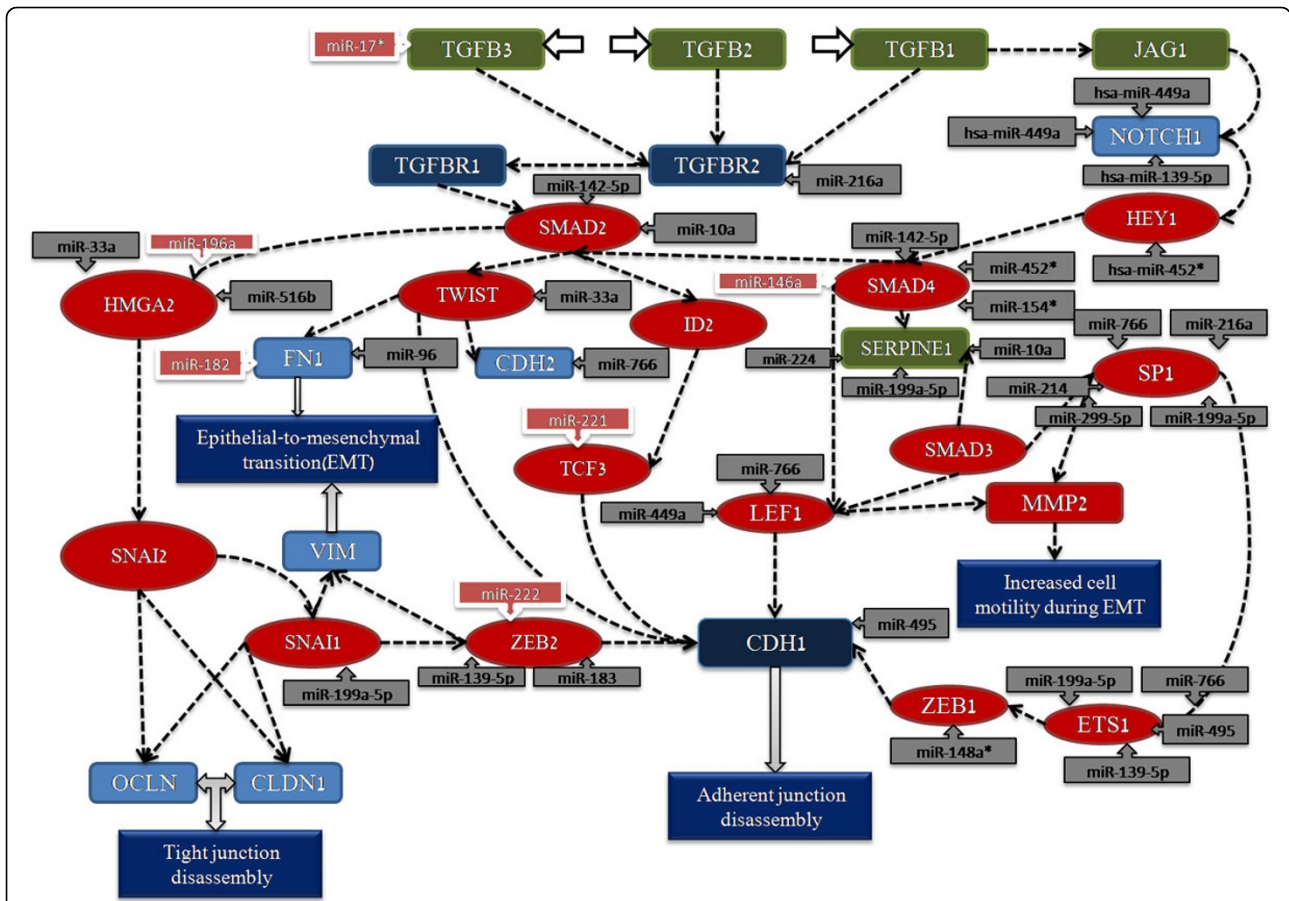 miR-17*
TGFB3
TGFB2
TGFB1
JAG1
hsa-miR-449a
hsa-miR-449a
NOTCH1
hsa-miR-139-5p
TGFBR1
TGFBR2
miR-216a
miR-142-5p
SMAD2
miR-10a
HEY1
hsa-miR-452*
miR-33a
miR-196a
HMGA2
miR-516b
TWIST
miR-33a
ID2
miR-142-5p
miR-146a
SMAD4
miR-452*
miR-154*
miR-182
FN1
miR-96
CDH2
miR-766
miR-224
SERPINE1
miR-10a
miR-199a-5p
miR-766
miR-216a
SP1
miR-214
miR-299-5p
miR-199a-5p
Epithelial-to-mesenchymal
transition(EMT)
miR-221
TCF3
SMAD3
miR-766
miR-449a
LEF1
MMP2
SNAI2
VIM
Increased cell
motility during EMT
miR-222
SNAI1
ZEB2
miR-199a-5p
miR-139-5p
miR-183
CDH1
miR-495
miR-199a-5p
miR-766
ZEB1
ETS1
miR-495
miR-148a*
miR-139-5p
OCLN
CLDN1
Adherent junction
disassembly
Tight junction
disassembly